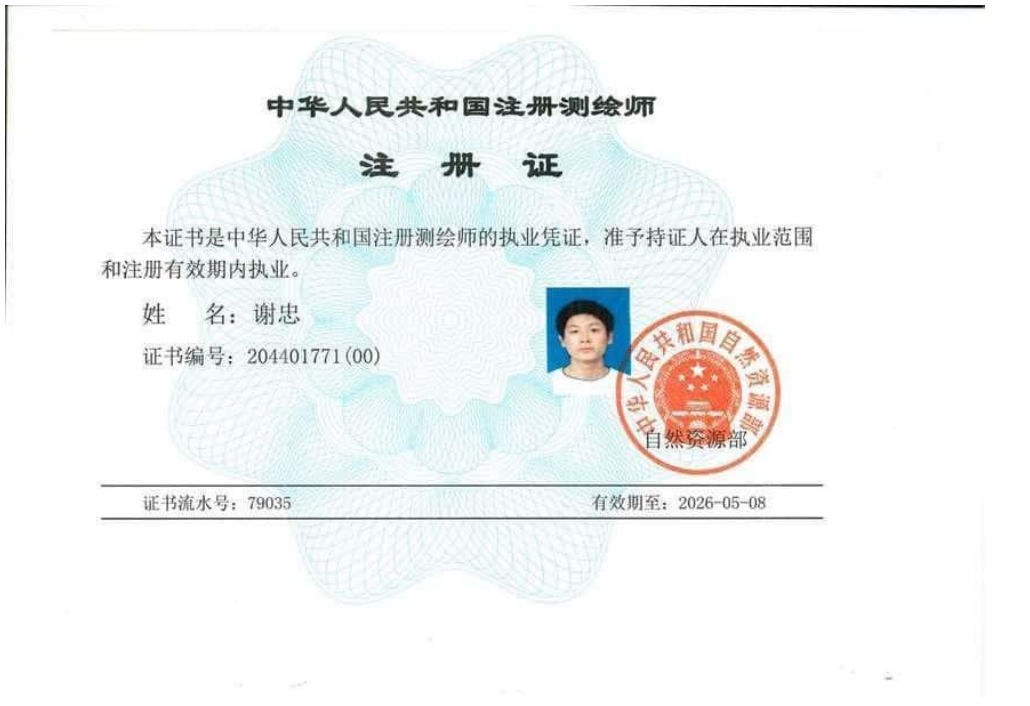 中华人民共和国注册测绘师
注 册 证
本证书是中华人民共和国注册测绘师的执业凭证，准予持证人在执业范围
和注册有效期内执业。
姓 名：谢忠
证书编号：204401771(00)
中华人民共和国自然资源部
自然资源部
证书流水号：79035
有效期至：2026-05-08